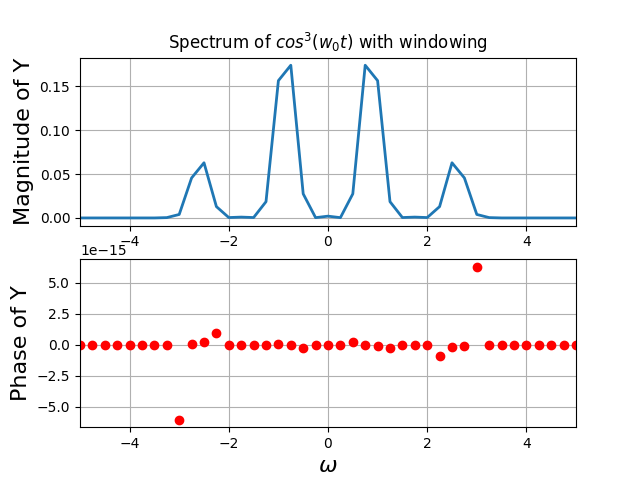 Spectrum of cos³(w₀t) with windowing
Magnitude of Y
0.15
0.10
0.05
0.00
−4 −2 0 2 4
1e−15
Phase of Y
5.0
2.5
0.0
−2.5
−5.0
−4 −2 0 2 4
ω